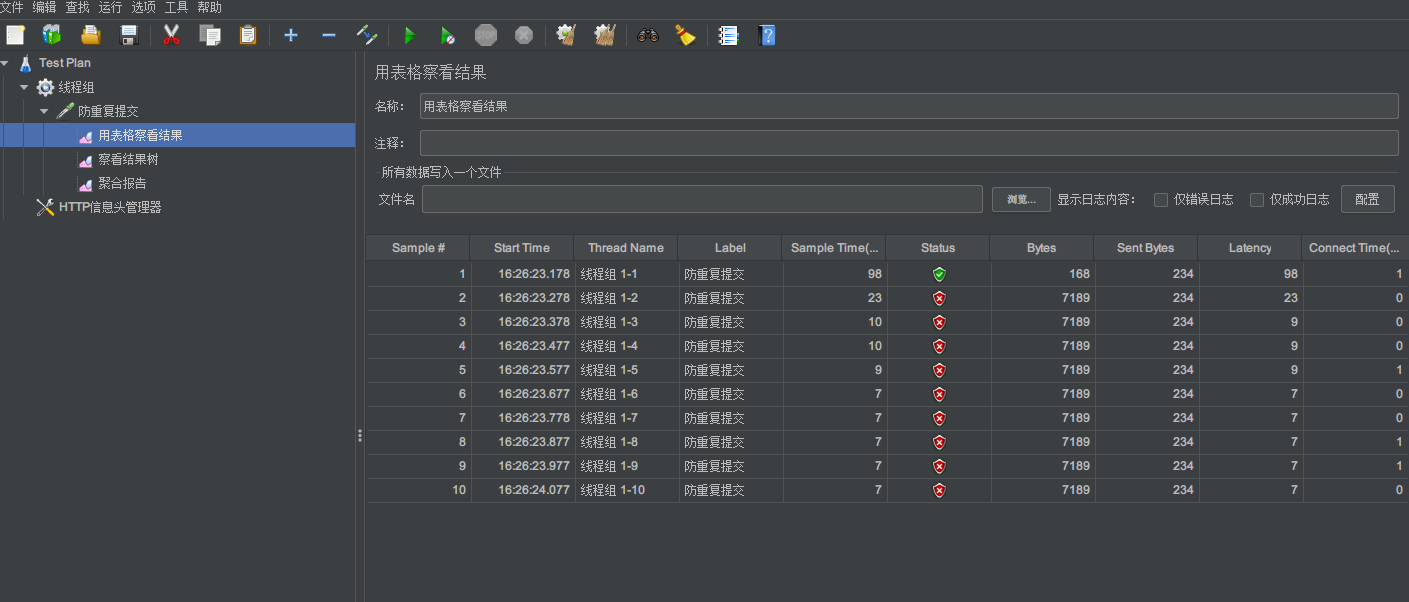 文件 编辑 查找 运行 选项 工具 帮助
STOP
Test Plan
线程组
防重复提交
用表格察看结果
察看结果树
聚合报告
HTTP信息头管理器
用表格察看结果
名称: 用表格察看结果
注释:
所有数据写入一个文件
文件名 浏览... 显示日志内容: 仅错误日志 仅成功日志 配置
Sample # Start Time Thread Name Label Sample Time(... Status Bytes Sent Bytes Latency Connect Time(...
1 16:26:23.178 线程组 1-1 防重复提交 98 168 234 98 1
2 16:26:23.278 线程组 1-2 防重复提交 23 7189 234 23 0
3 16:26:23.378 线程组 1-3 防重复提交 10 7189 234 9 0
4 16:26:23.477 线程组 1-4 防重复提交 10 7189 234 9 0
5 16:26:23.577 线程组 1-5 防重复提交 9 7189 234 9 1
6 16:26:23.677 线程组 1-6 防重复提交 7 7189 234 7 0
7 16:26:23.778 线程组 1-7 防重复提交 7 7189 234 7 0
8 16:26:23.877 线程组 1-8 防重复提交 7 7189 234 7 1
9 16:26:23.977 线程组 1-9 防重复提交 7 7189 234 7 1
10 16:26:24.077 线程组 1-10 防重复提交 7 7189 234 7 0